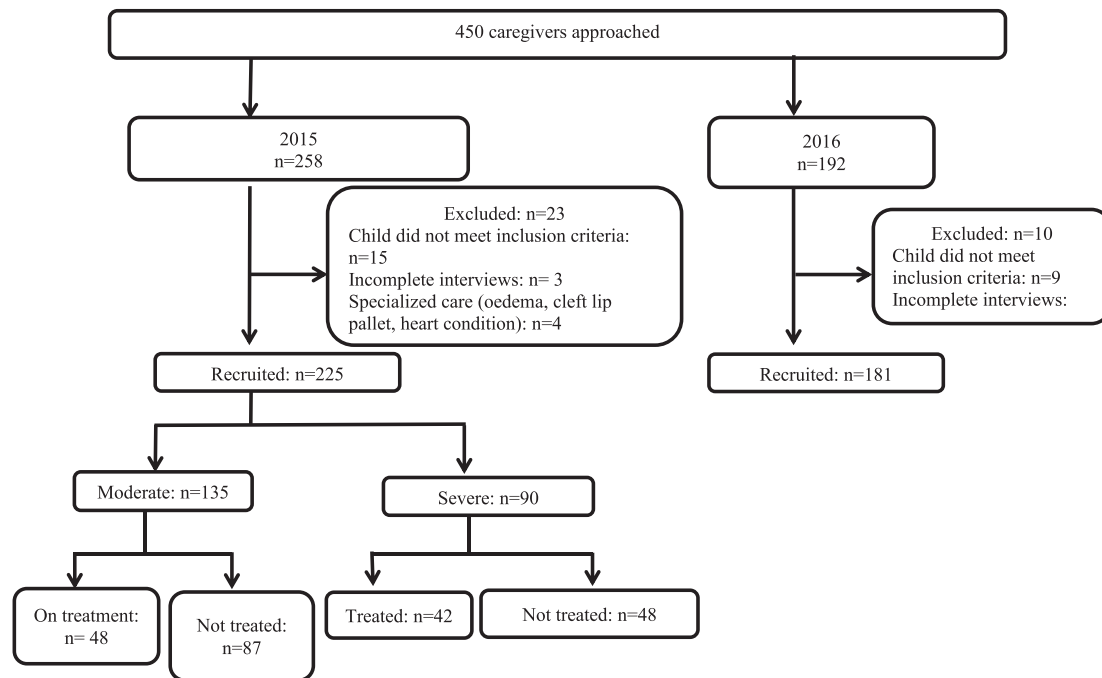 450 caregivers approached
2015
n=258
2016
n=192
Excluded: n=23
Child did not meet inclusion criteria:
n=15
Incomplete interviews: n= 3
Specialized care (oedema, cleft lip
pallet, heart condition): n=4
Excluded: n=10
Child did not meet
inclusion criteria: n=9
Incomplete interviews:
Recruited: n=225
Recruited: n=181
Moderate: n=135
Severe: n=90
On treatment:
n= 48
Not treated:
n=87
Treated: n=42
Not treated: n=48